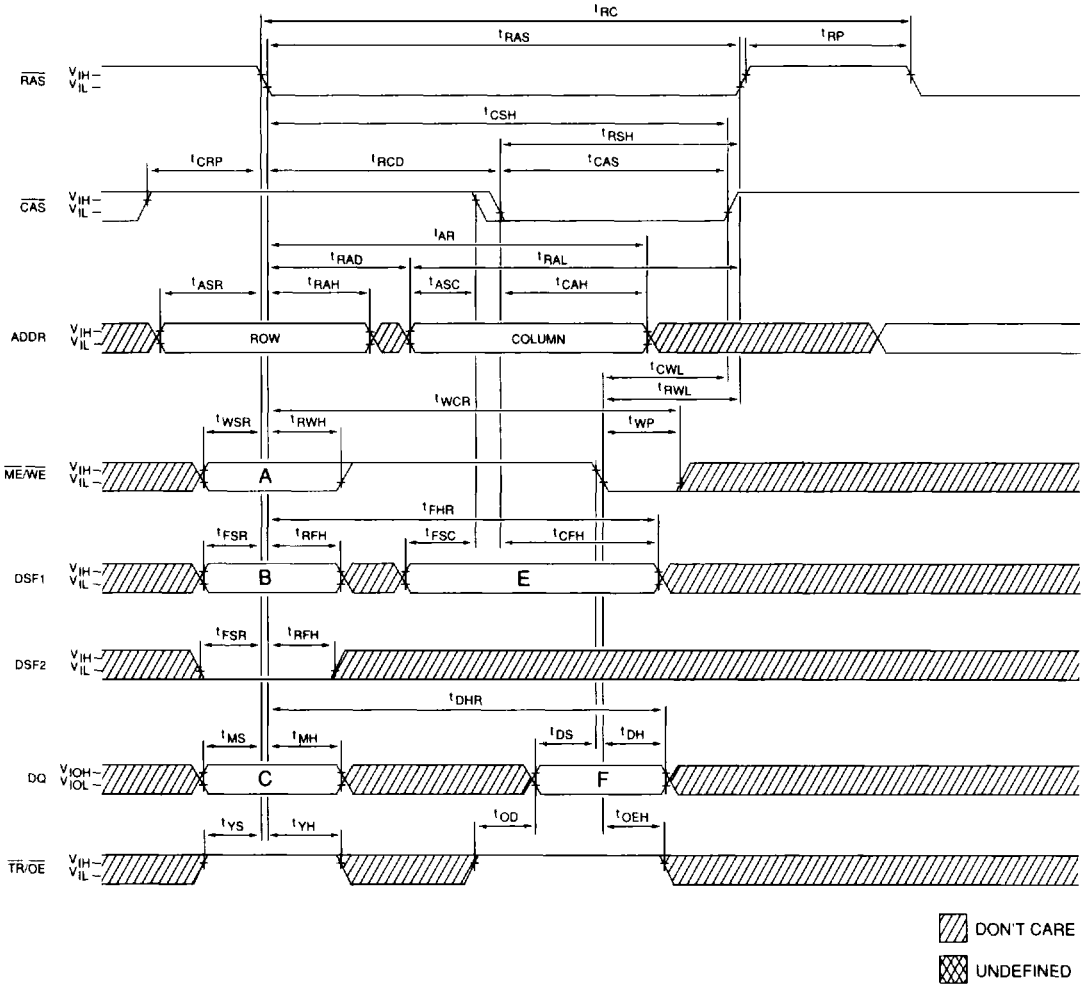 tRC
tRAS
tRP
RAS
VIH
VIL
tCSH
tRSH
tCRP
tRCD
tCAS
CAS
VIH
VIL
tAR
tRAD
tRAL
tASR
tRAH
tASC
tCAH
ADDR
VIH
VIL
ROW
COLUMN
tCWL
tRWL
tWCR
tWSR
tRWH
tWP
ME/WE
VIH
VIL
A
tFHR
tFSR
tRFH
tFSC
tCFH
DSF1
VIH
VIL
B
E
tFSR
tRFH
DSF2
VIH
VIL
tDHR
tMS
tMH
tDS
tDH
DQ
VIOH
VIOL
C
F
tYS
tYH
tOD
tOEH
TR/OE
VIH
VIL
DON'T CARE
UNDEFINED